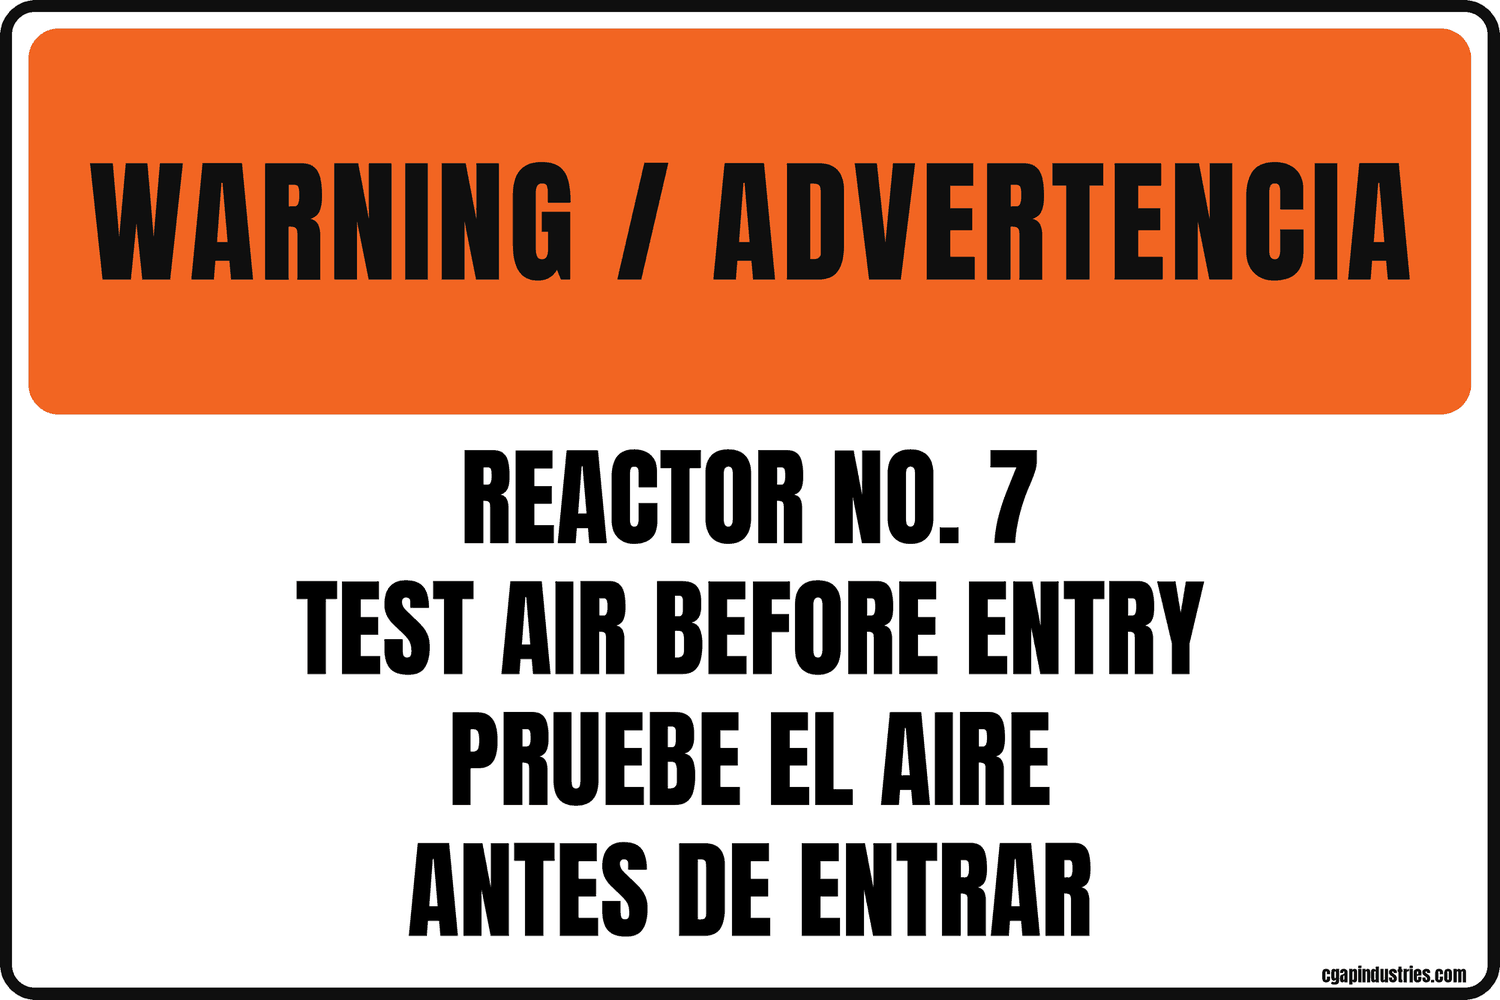 WARNING / ADVERTENCIA
REACTOR NO. 7
TEST AIR BEFORE ENTRY
PRUEBE EL AIRE
ANTES DE ENTRAR
cgapindustries.com